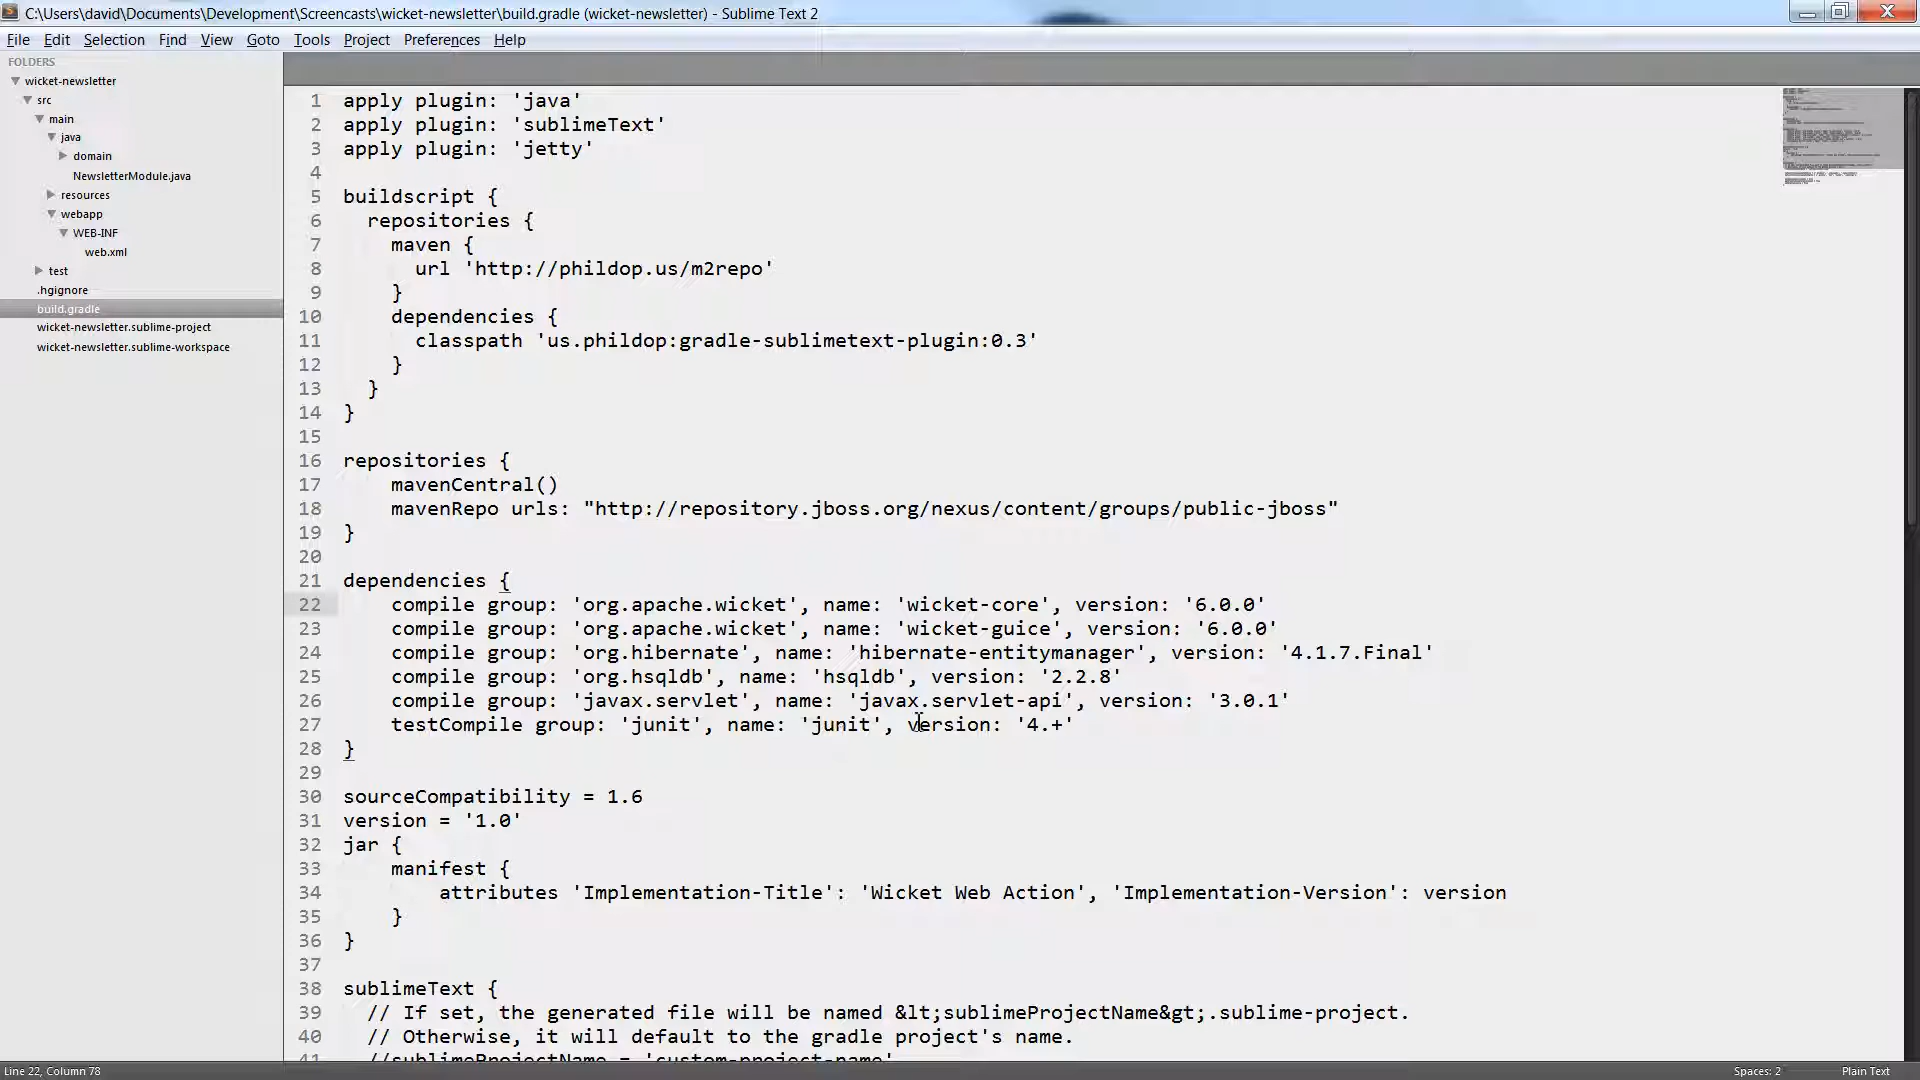 C:\Users\david\Documents\Development\Screencasts\wicket-newsletter\build.gradle (wicket-newsletter) - Sublime Text 2
File Edit Selection Find View Goto Tools Project Preferences Help
FOLDERS
wicket-newsletter
src
main
java
domain
NewsletterModule.java
resources
webapp
WEB-INF
web.xml
test
.hgignore
build.gradle
wicket-newsletter.sublime-project
wicket-newsletter.sublime-workspace
1 apply plugin: 'java'
2 apply plugin: 'sublimeText'
3 apply plugin: 'jetty'
4
5 buildscript {
6   repositories {
7     maven {
8       url 'http://phildop.us/m2repo'
9     }
10     dependencies {
11       classpath 'us.phildop:gradle-sublimetext-plugin:0.3'
12     }
13   }
14 }
15
16 repositories {
17     mavenCentral()
18     mavenRepo urls: "http://repository.jboss.org/nexus/content/groups/public-jboss"
19 }
20
21 dependencies {
22     compile group: 'org.apache.wicket', name: 'wicket-core', version: '6.0.0'
23     compile group: 'org.apache.wicket', name: 'wicket-guice', version: '6.0.0'
24     compile group: 'org.hibernate', name: 'hibernate-entitymanager', version: '4.1.7.Final'
25     compile group: 'org.hsqldb', name: 'hsqldb', version: '2.2.8'
26     compile group: 'javax.servlet', name: 'javax.servlet-api', version: '3.0.1'
27     testCompile group: 'junit', name: 'junit', version: '4.+'
28 }
29
30 sourceCompatibility = 1.6
31 version = '1.0'
32 jar {
33     manifest {
34         attributes 'Implementation-Title': 'Wicket Web Action', 'Implementation-Version': version
35     }
36 }
37
38 sublimeText {
39   // If set, the generated file will be named &lt;sublimeProjectName&gt;.sublime-project.
40   // Otherwise, it will default to the gradle project's name.
41   //sublimeProjectName = 'custom-project-name'
Line 22, Column 78
Spaces: 2
Plain Text